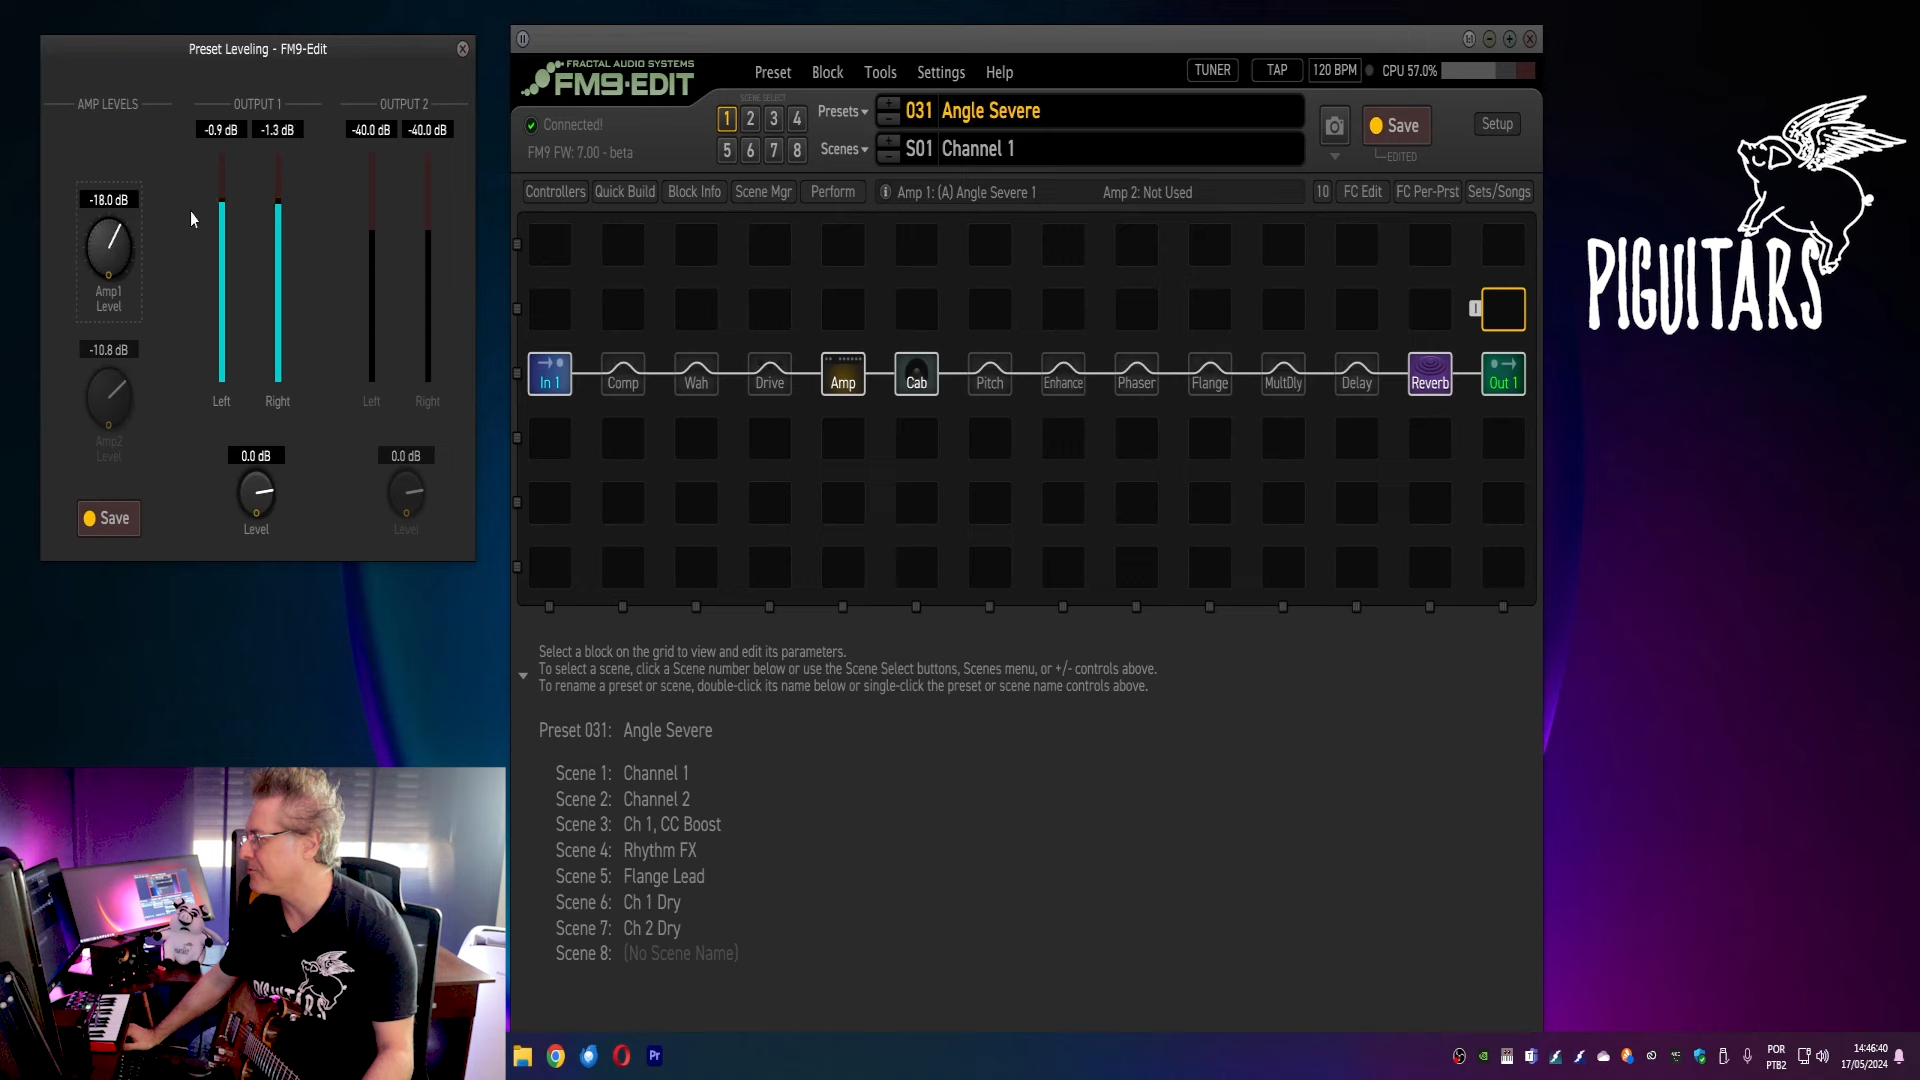 Preset Leveling - FM9-Edit
AMP LEVELS
OUTPUT 1
OUTPUT 2
-0.9 dB
-1.3 dB
-40.0 dB
-40.0 dB
-18.0 dB
Amp1
Level
-10.8 dB
Amp2
Level
Left
Right
Left
Right
0.0 dB
0.0 dB
Level
Level
Save
FRACTAL AUDIO SYSTEMS
FM9-EDIT
Preset
Block
Tools
Settings
Help
TUNER
TAP
120 BPM
CPU 57.0%
Connected!
FM9 FW: 7.00 - beta
SCENE SELECT
1 2 3 4
5 6 7 8
Presets
031 Angle Severe
Scenes
S01 Channel 1
Save
EDITED
Setup
Controllers
Quick Build
Block Info
Scene Mgr
Perform
Amp 1: (A) Angle Severe 1
Amp 2: Not Used
10
FC Edit
FC Per-Prst
Sets/Songs
In 1
Comp
Wah
Drive
Amp
Cab
Pitch
Enhance
Phaser
Flange
MultDly
Delay
Reverb
Out 1
Select a block on the grid to view and edit its parameters.
To select a scene, click a Scene number below or use the Scene Select buttons, Scenes menu, or +/- controls above.
To rename a preset or scene, double-click its name below or single-click the preset or scene name controls above.
Preset 031: Angle Severe
Scene 1: Channel 1
Scene 2: Channel 2
Scene 3: Ch 1, CC Boost
Scene 4: Rhythm FX
Scene 5: Flange Lead
Scene 6: Ch 1 Dry
Scene 7: Ch 2 Dry
Scene 8: (No Scene Name)
PIGUITARS
PIGUITARS
Pr
POR
PTB2
14:46:40
17/05/2024